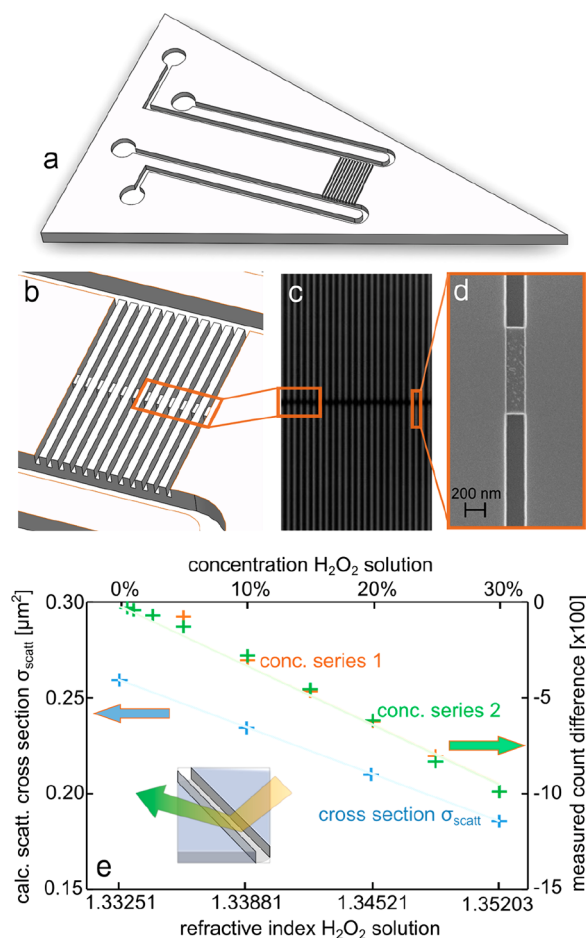 a
b
c
d
200 nm
concentration H₂O₂ solution
0% 10% 20% 30%
0.30
0.25
0.20
0.15
calc. scatt. cross section σscatt [μm²]
0
-5
-10
-15
measured count difference [x100]
conc. series 1
conc. series 2
cross section σscatt
e
1.33251 1.33881 1.34521 1.35203
refractive index H₂O₂ solution